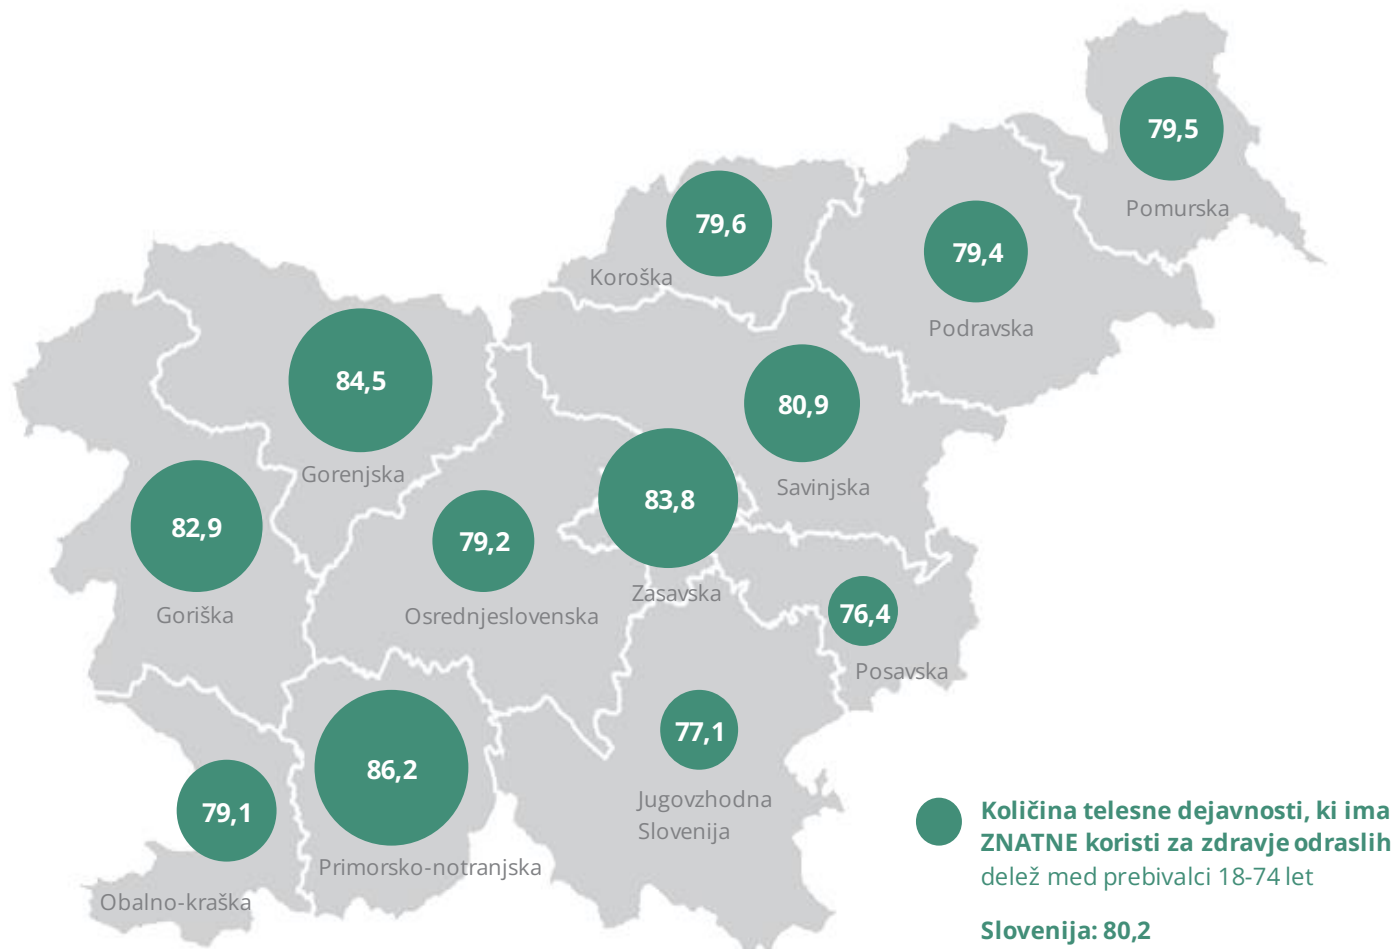 79,5
Pomurska
79,6
Koroška
79,4
Podravska
84,5
Gorenjska
80,9
Savinjska
83,8
Zasavska
82,9
Goriška
79,2
Osrednjeslovenska
76,4
Posavska
77,1
Jugovzhodna
Slovenija
86,2
Primorsko-notranjska
79,1
Obalno-kraška
Količina telesne dejavnosti, ki ima
ZNATNE koristi za zdravje odraslih
delež med prebivalci 18-74 let
Slovenija: 80,2